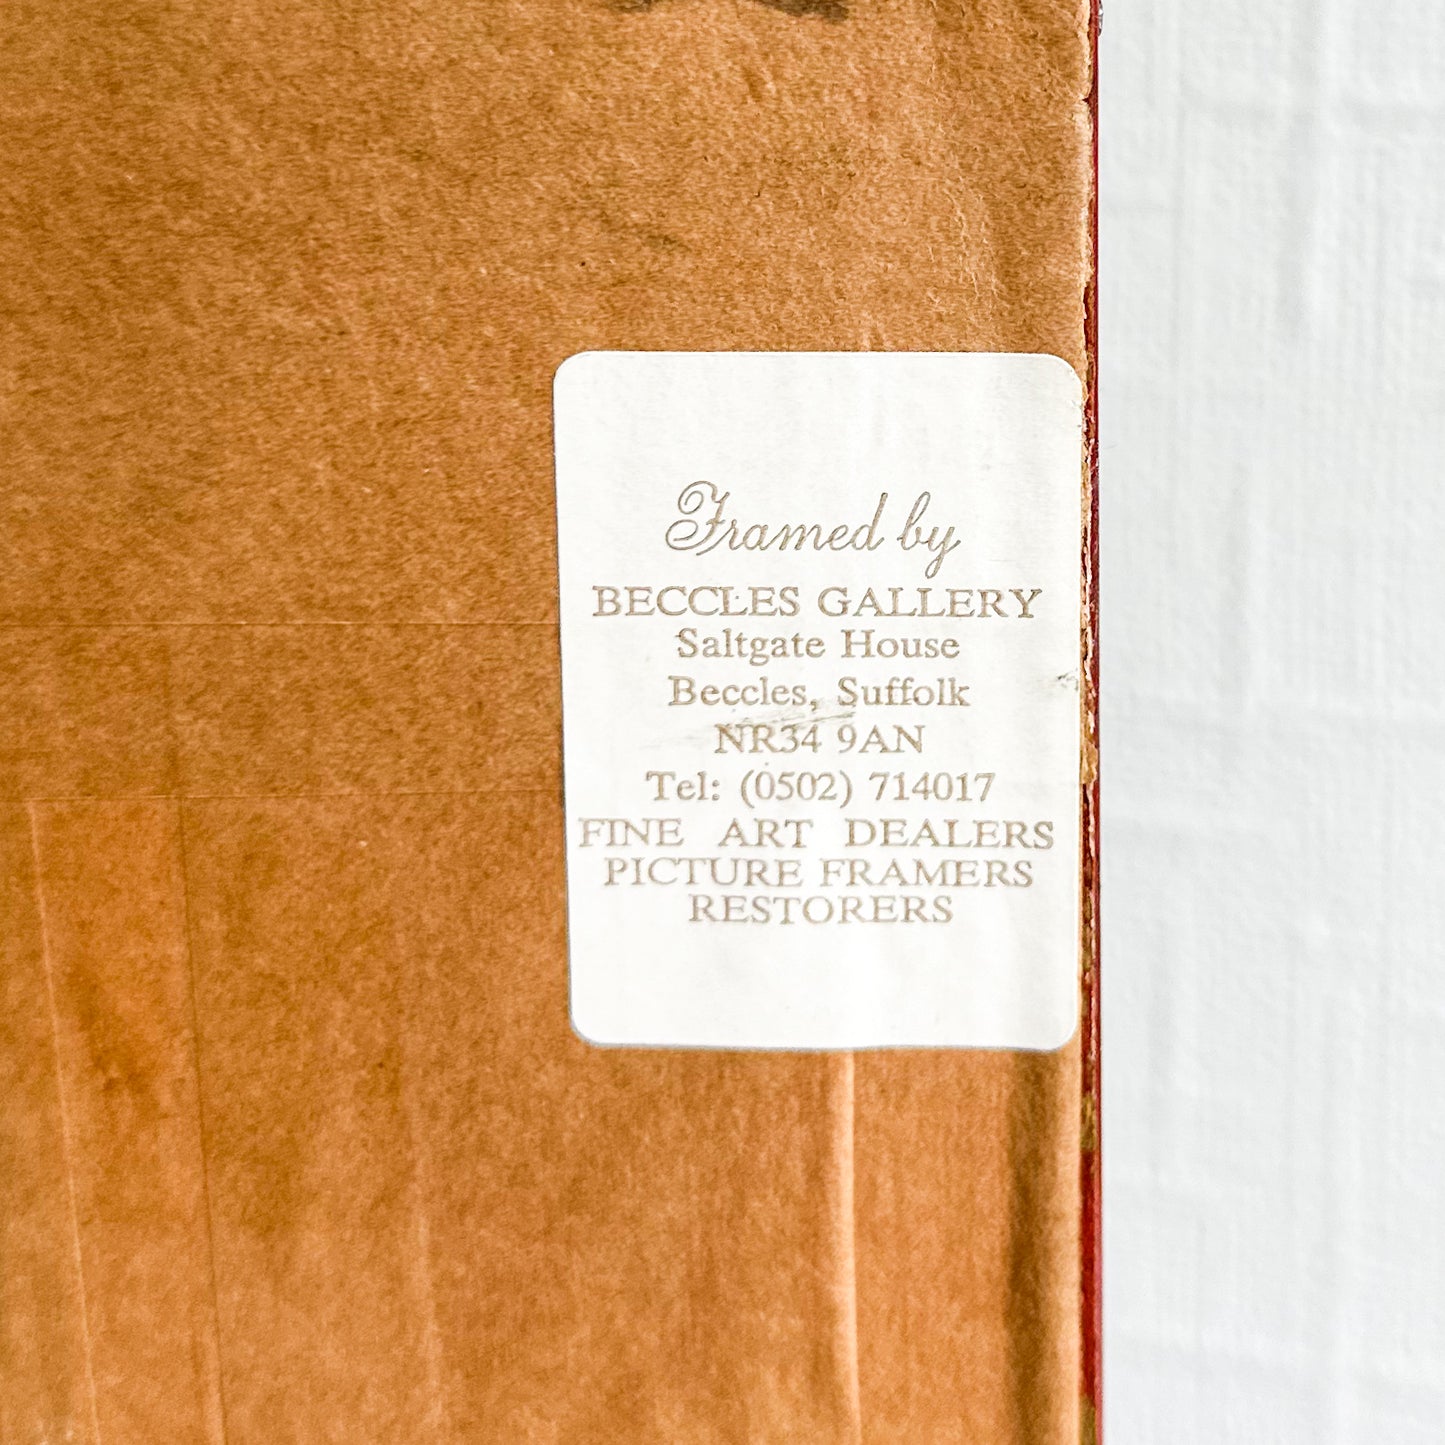 Framed by
BECCLES GALLERY
Saltgate House
Beccles, Suffolk
NR34 9AN
Tel: (0502) 714017
FINE ART DEALERS
PICTURE FRAMERS
RESTORERS